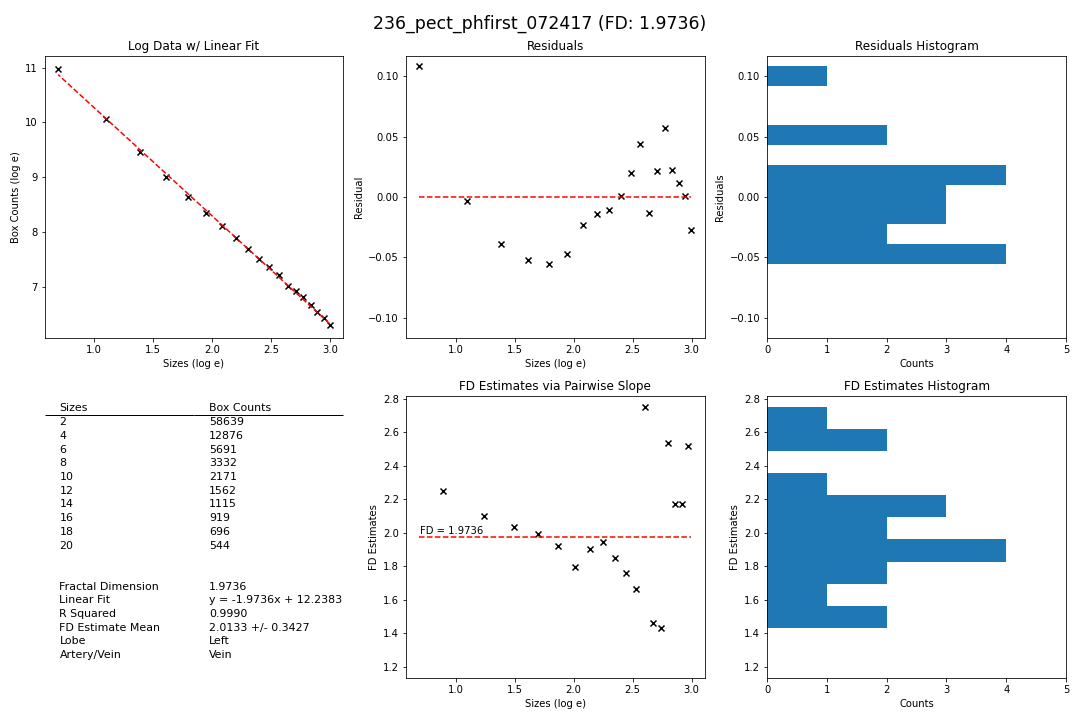 236_pect_phfirst_072417 (FD: 1.9736)
Log Data w/ Linear Fit
Box Counts (log e)
11
10
9
8
7
1.0 1.5 2.0 2.5 3.0
Sizes (log e)
Residuals
Residual
0.10
0.05
0.00
−0.05
−0.10
1.0 1.5 2.0 2.5 3.0
Sizes (log e)
Residuals Histogram
Residuals
0.10
0.05
0.00
−0.05
−0.10
0 1 2 3 4 5
Counts
Sizes Box Counts
2 58639
4 12876
6 5691
8 3332
10 2171
12 1562
14 1115
16 919
18 696
20 544
Fractal Dimension 1.9736
Linear Fit y = -1.9736x + 12.2383
R Squared 0.9990
FD Estimate Mean 2.0133 +/- 0.3427
Lobe Left
Artery/Vein Vein
FD Estimates via Pairwise Slope
FD Estimates
2.8
2.6
2.4
2.2
2.0
1.8
1.6
1.4
1.2
FD = 1.9736
1.0 1.5 2.0 2.5 3.0
Sizes (log e)
FD Estimates Histogram
FD Estimates
2.8
2.6
2.4
2.2
2.0
1.8
1.6
1.4
1.2
0 1 2 3 4 5
Counts